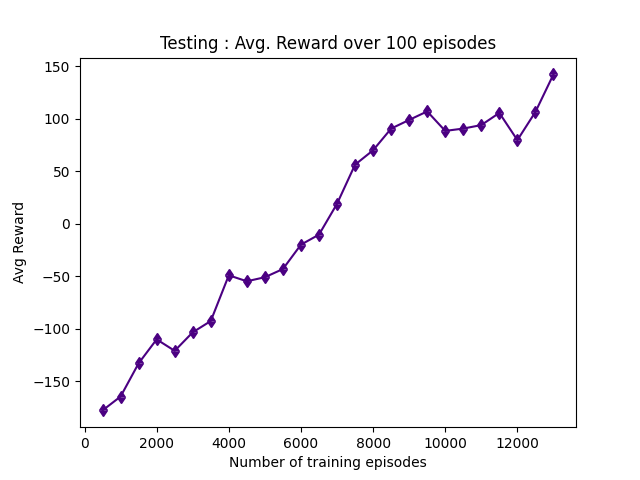 Testing : Avg. Reward over 100 episodes
150
100
50
0
−50
−100
−150
Avg Reward
0 2000 4000 6000 8000 10000 12000
Number of training episodes